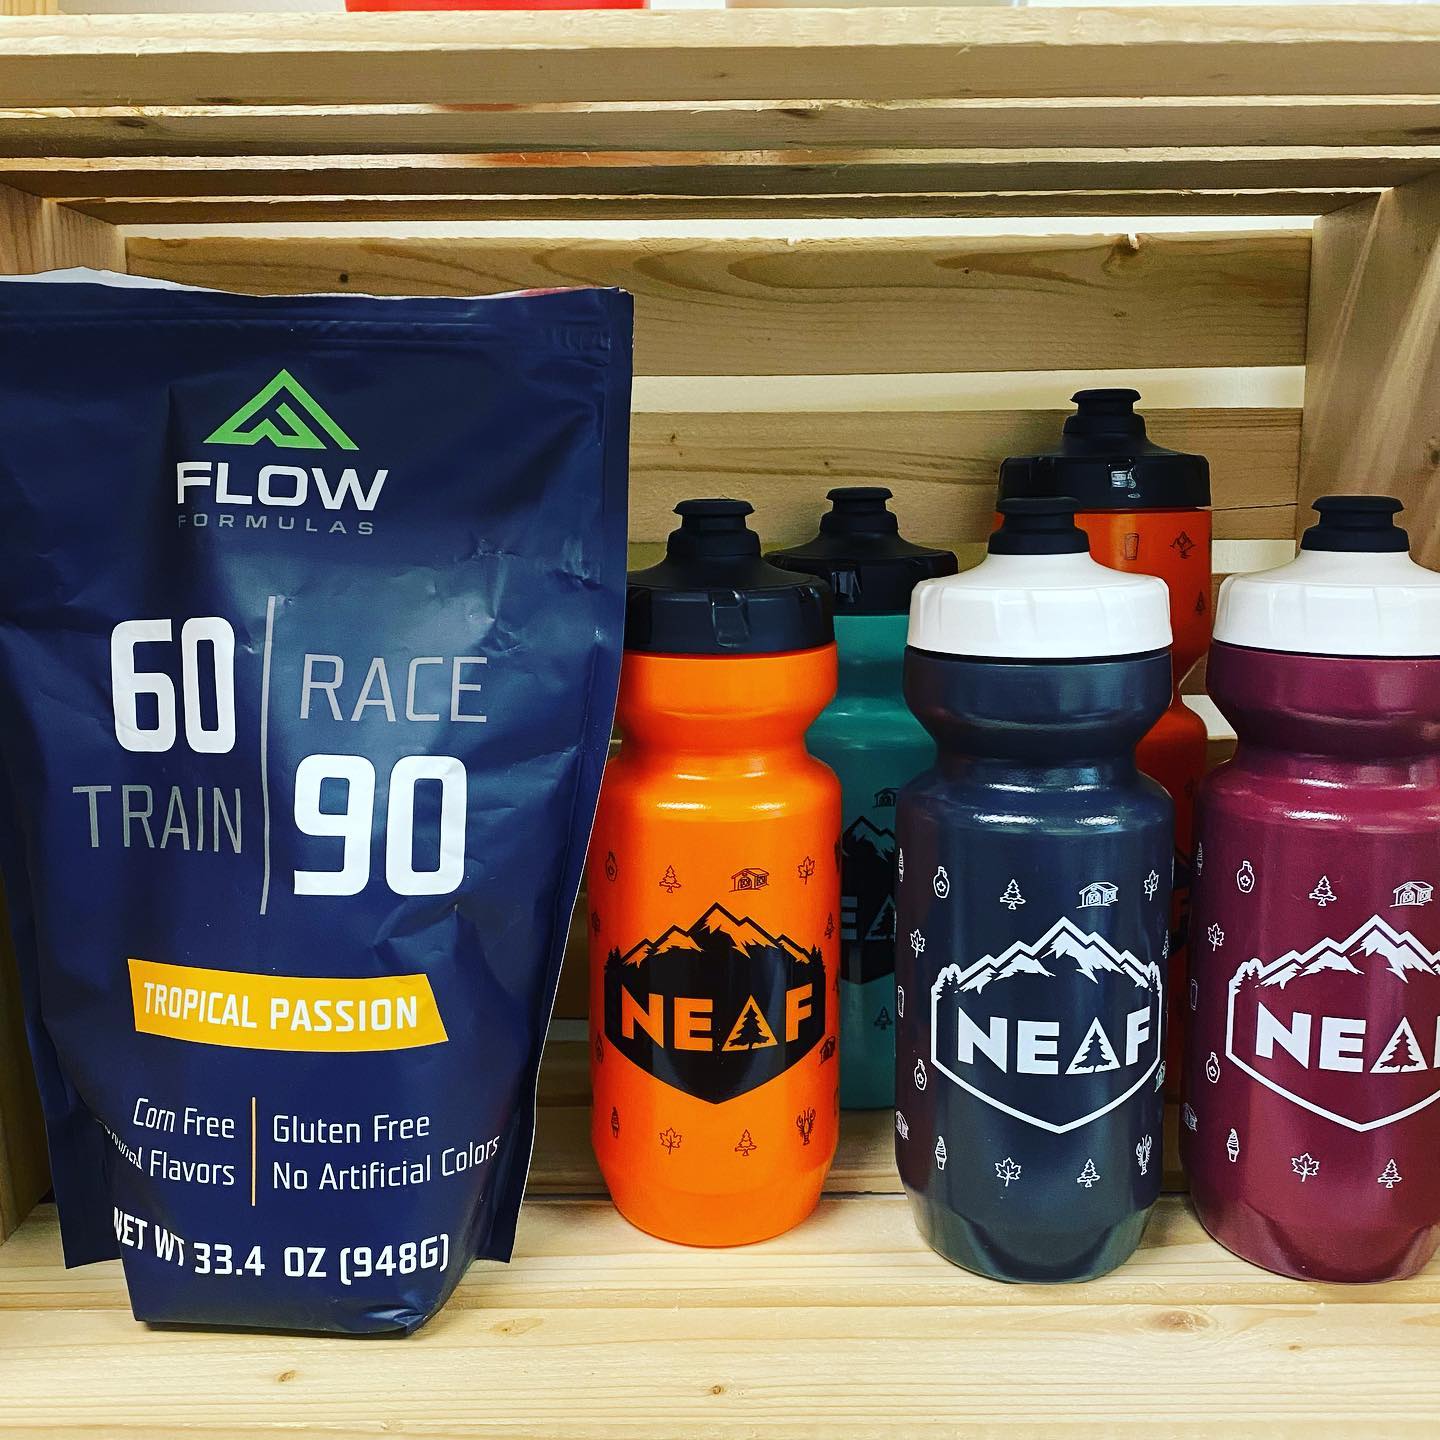 FLOW
FORMULAS
60 RACE
TRAIN 90
TROPICAL PASSION
Corn Free Gluten Free
Flavors No Artificial Colors
NET WT 33.4 OZ (948G)
NEAF
NEAF
NEA